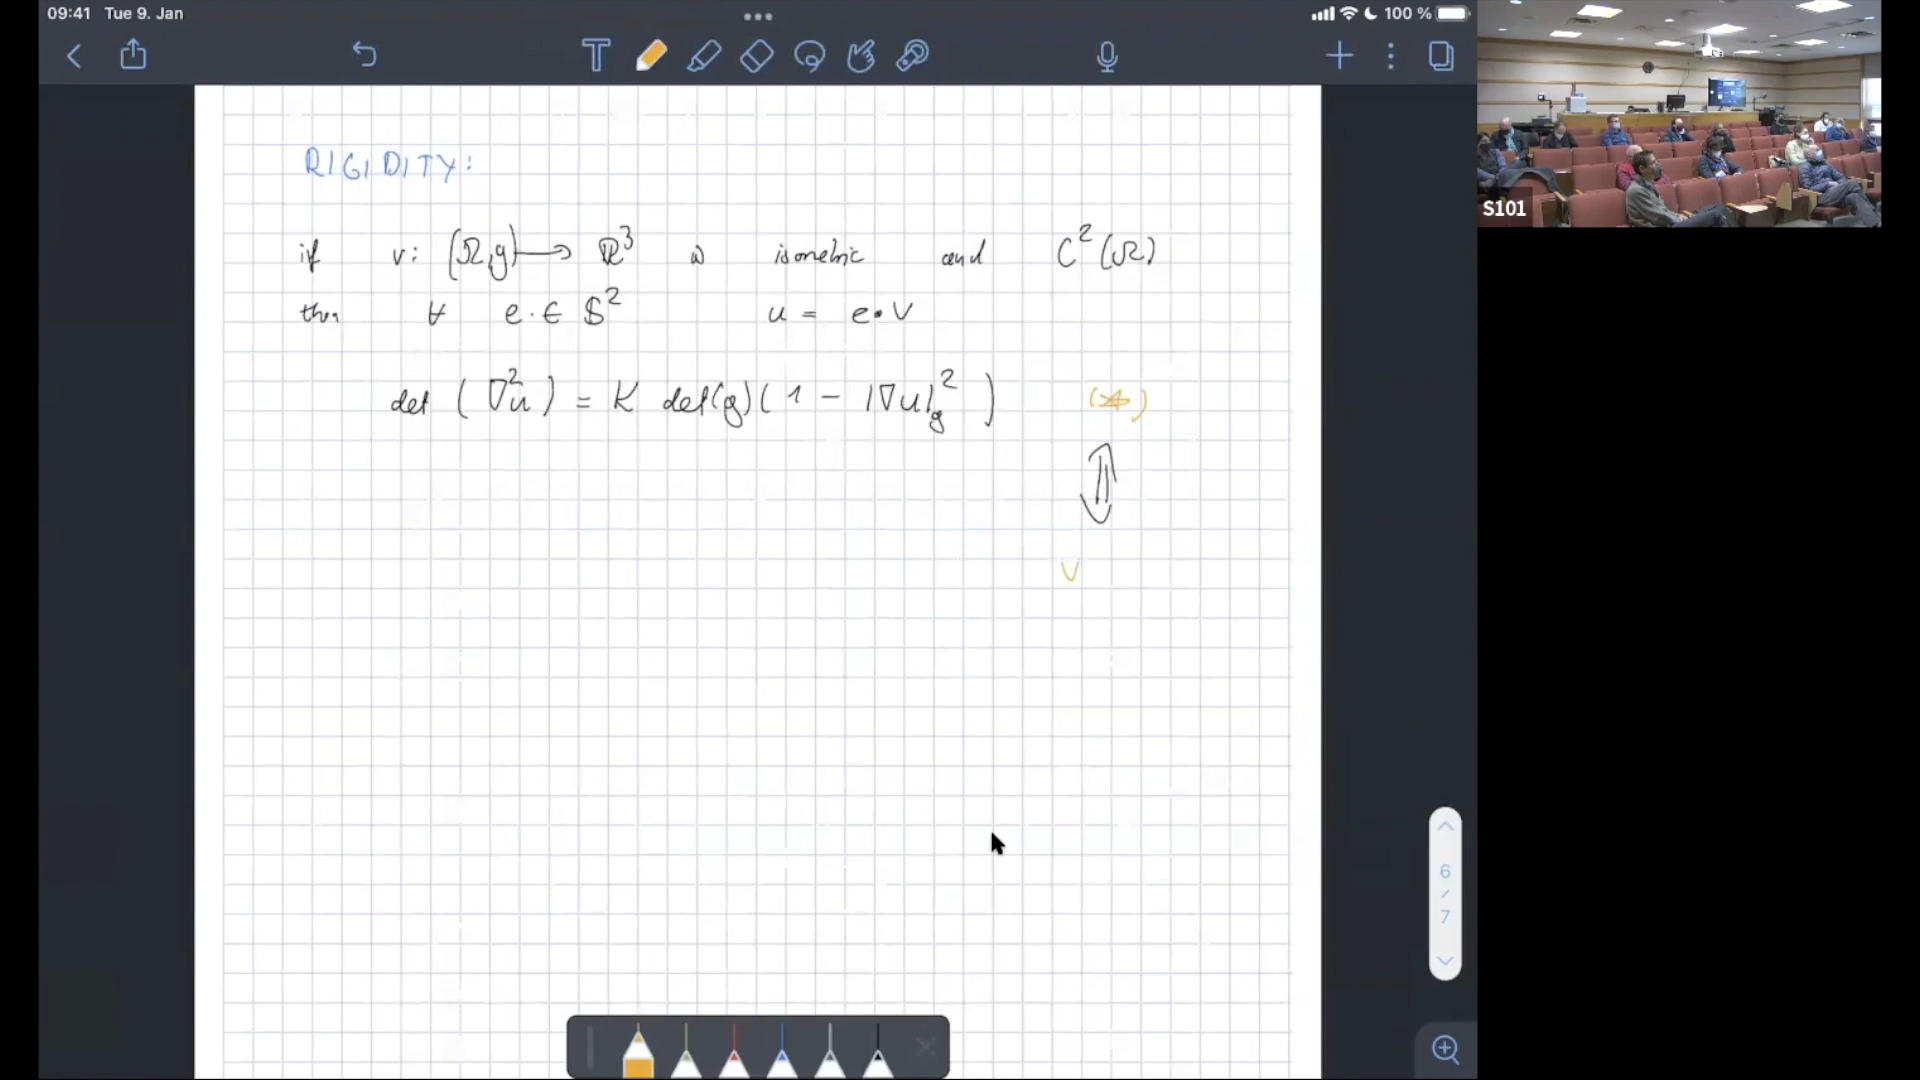 09:41 Tue 9. Jan
100 %
RIGIDITY:
if v: (Ω,g) → ℝ³ is isometric and C²(Ω)
then ∀ e ∈ 𝕊² u = e·v
det (∇²u) = K det(g)(1 − |∇u|_g²) (*)
⇕
v
S101
6
/
7